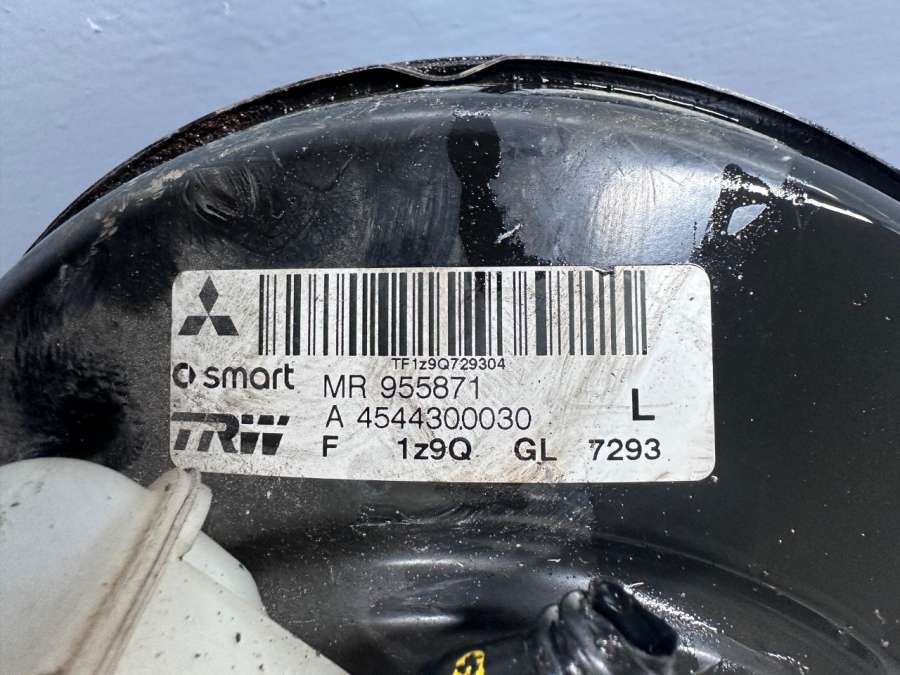 TF1z9Q729304
smart
MR 955871
TRW
A 4544300030
L
F 1z9Q GL 7293